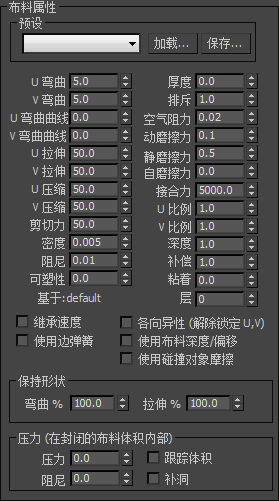 布料属性
预设
加载... 保存...
U 弯曲 5.0 厚度 0.0
V 弯曲 5.0 排斥 1.0
U 弯曲曲线 0.0 空气阻力 0.02
V 弯曲曲线 0.0 动磨擦力 0.1
U 拉伸 50.0 静磨擦力 0.5
V 拉伸 50.0 自磨擦力 0.0
U 压缩 50.0 接合力 5000.0
V 压缩 50.0 U 比例 1.0
剪切力 50.0 V 比例 1.0
密度 0.005 深度 1.0
阻尼 0.01 补偿 1.0
可塑性 0.0 粘着 0.0
基于:default 层 0
继承速度 各向异性 (解除锁定 U,V)
使用边弹簧 使用布料深度/偏移
使用碰撞对象摩擦
保持形状
弯曲 % 100.0 拉伸 % 100.0
压力 (在封闭的布料体积内部)
压力 0.0 跟踪体积
阻尼 0.0 补洞